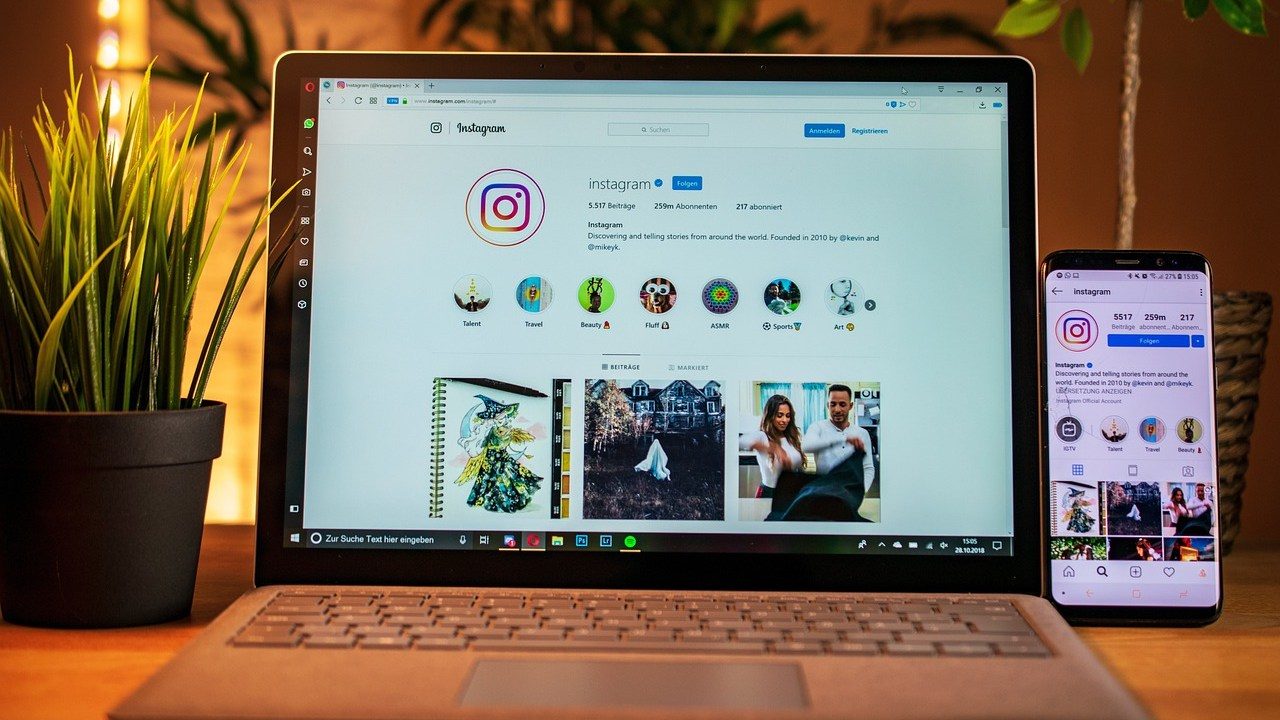 Instagram (@instagram) •
www.instagram.com/instagram/#
Instagram
Suchen
Anmelden Registrieren
instagram Folgen
5.517 Beiträge 259m Abonnenten 217 abonniert
Instagram
Discovering and telling stories from around the world. Founded in 2010 by @kevin and
@mikeyk.
Talent Travel Beauty Fluff ASMR Sports Art
BEITRÄGE MARKIERT
Zur Suche Text hier eingeben
Ps Lr
15:05
28.10.2018
27% 15:05
instagram
5517 259m 217
Beiträge abonnent... Abonnem...
Folgen
Instagram
Discovering and telling stories from around the
world. Founded in 2010 by @kevin and @mikeyk.
ÜBERSETZUNG ANZEIGEN
Instagram Official Account
IGTV Talent Travel Beauty